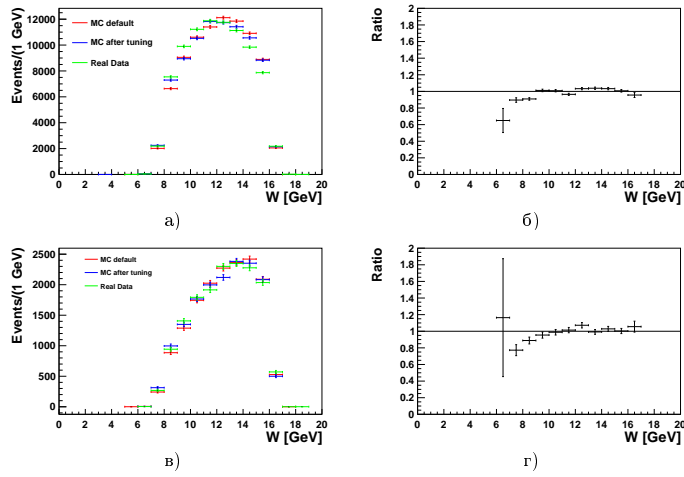 Events/(1 GeV)
12000
10000
8000
6000
4000
2000
0
MC default
MC after tuning
Real Data
0 2 4 6 8 10 12 14 16 18 20
W [GeV]
а)
Ratio
2
1.8
1.6
1.4
1.2
1
0.8
0.6
0.4
0.2
0
0 2 4 6 8 10 12 14 16 18 20
W [GeV]
б)
Events/(1 GeV)
2500
2000
1500
1000
500
0
MC default
MC after tuning
Real Data
0 2 4 6 8 10 12 14 16 18 20
W [GeV]
в)
Ratio
2
1.8
1.6
1.4
1.2
1
0.8
0.6
0.4
0.2
0
0 2 4 6 8 10 12 14 16 18 20
W [GeV]
г)